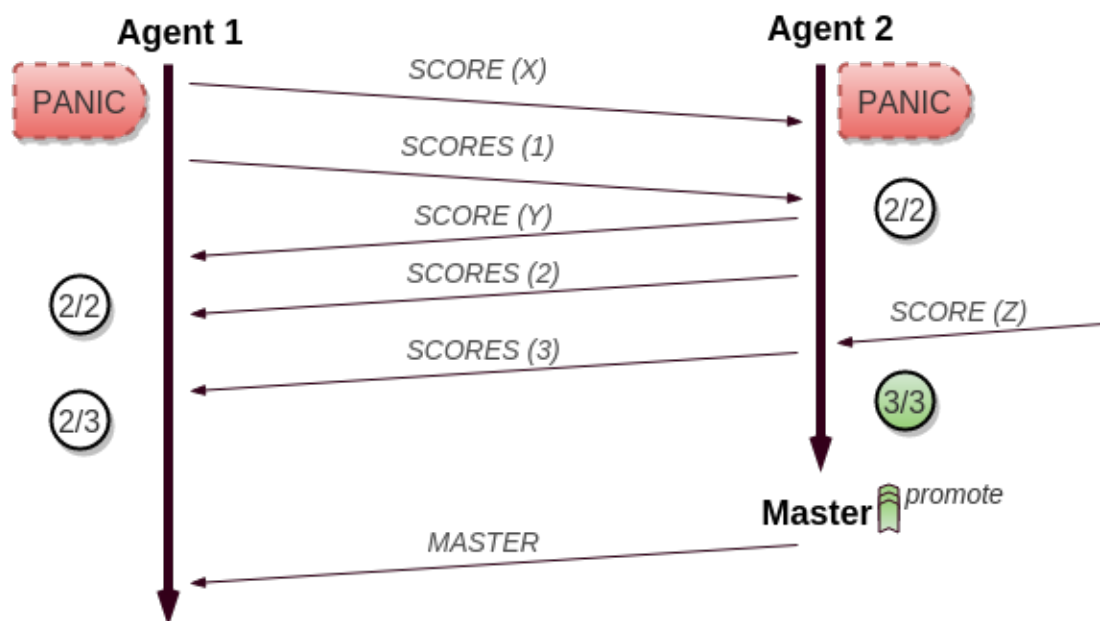 Agent 1
Agent 2
PANIC
SCORE (X)
PANIC
SCORES (1)
SCORE (Y)
2/2
SCORES (2)
2/2
SCORE (Z)
SCORES (3)
2/3
3/3
Master
promote
MASTER